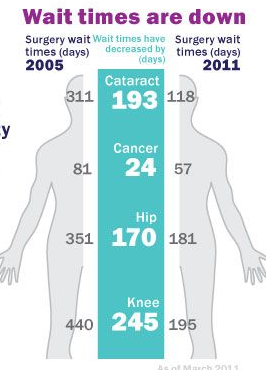 Wait times are down
Surgery wait
times (days)
2005
Wait times have
decreased by
(days)
Surgery wait
times (days)
2011
Cataract
311 193 118
Cancer
81 24 57
Hip
351 170 181
Knee
440 245 195
As of March 2011
ty